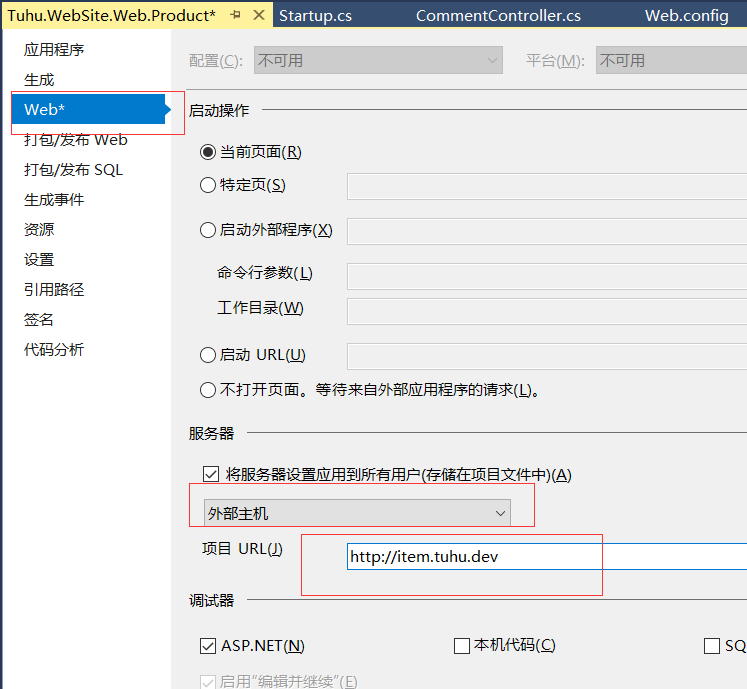 Tuhu.WebSite.Web.Product* Startup.cs CommentController.cs Web.config
应用程序
生成
Web*
打包/发布 Web
打包/发布 SQL
生成事件
资源
设置
引用路径
签名
代码分析
配置(C): 不可用 平台(M): 不可用
启动操作
当前页面(R)
特定页(S)
启动外部程序(X)
命令行参数(L)
工作目录(W)
启动 URL(U)
不打开页面。等待来自外部应用程序的请求(L)。
服务器
将服务器设置应用到所有用户(存储在项目文件中)(A)
外部主机
项目 URL(J) http://item.tuhu.dev
调试器
ASP.NET(N) 本机代码(C) SQ
启用“编辑并继续”(E)